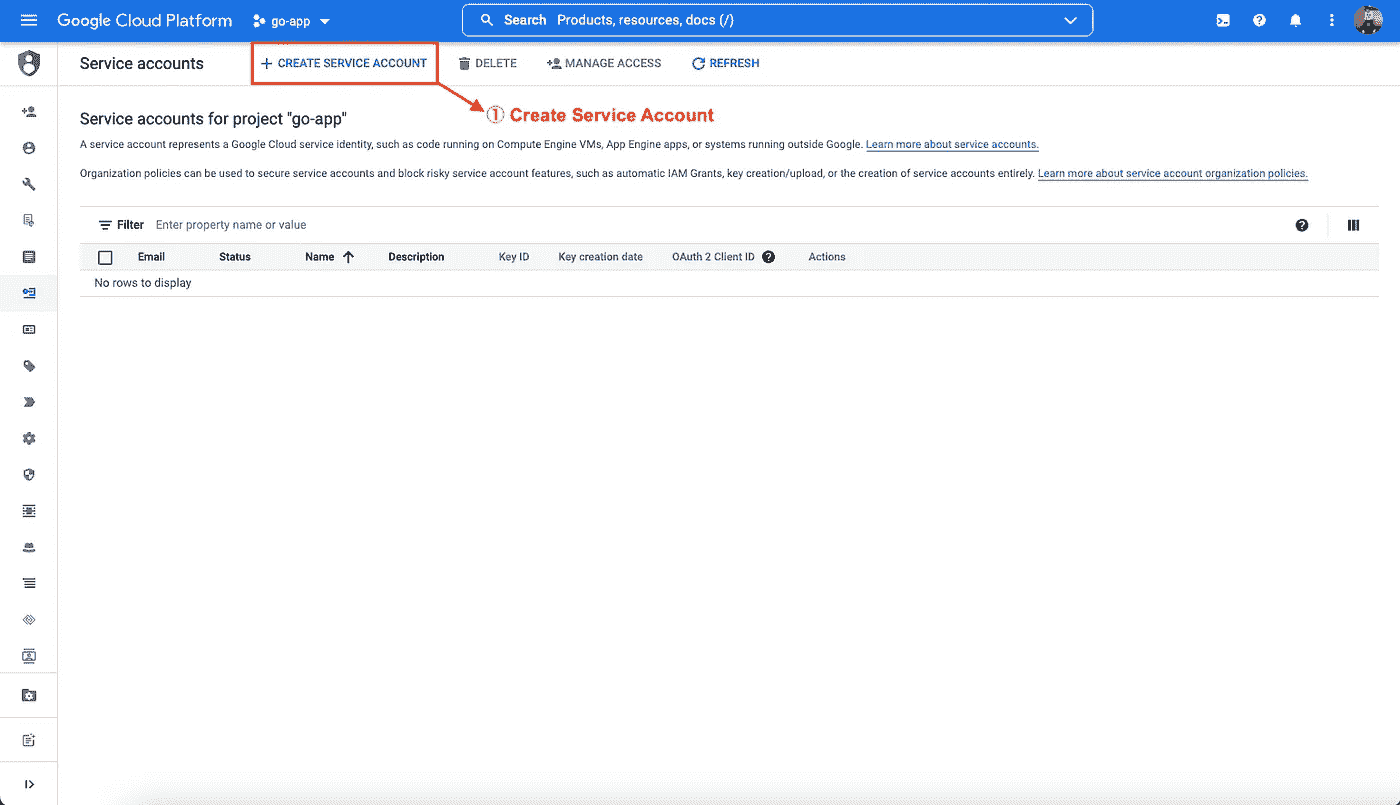 Google Cloud Platform go-app Search Products, resources, docs (/)
Service accounts CREATE SERVICE ACCOUNT DELETE MANAGE ACCESS REFRESH
① Create Service Account
Service accounts for project "go-app"
A service account represents a Google Cloud service identity, such as code running on Compute Engine VMs, App Engine apps, or systems running outside Google. Learn more about service accounts.
Organization policies can be used to secure service accounts and block risky service account features, such as automatic IAM Grants, key creation/upload, or the creation of service accounts entirely. Learn more about service account organization policies.
Filter Enter property name or value
Email Status Name Description Key ID Key creation date OAuth 2 Client ID Actions
No rows to display